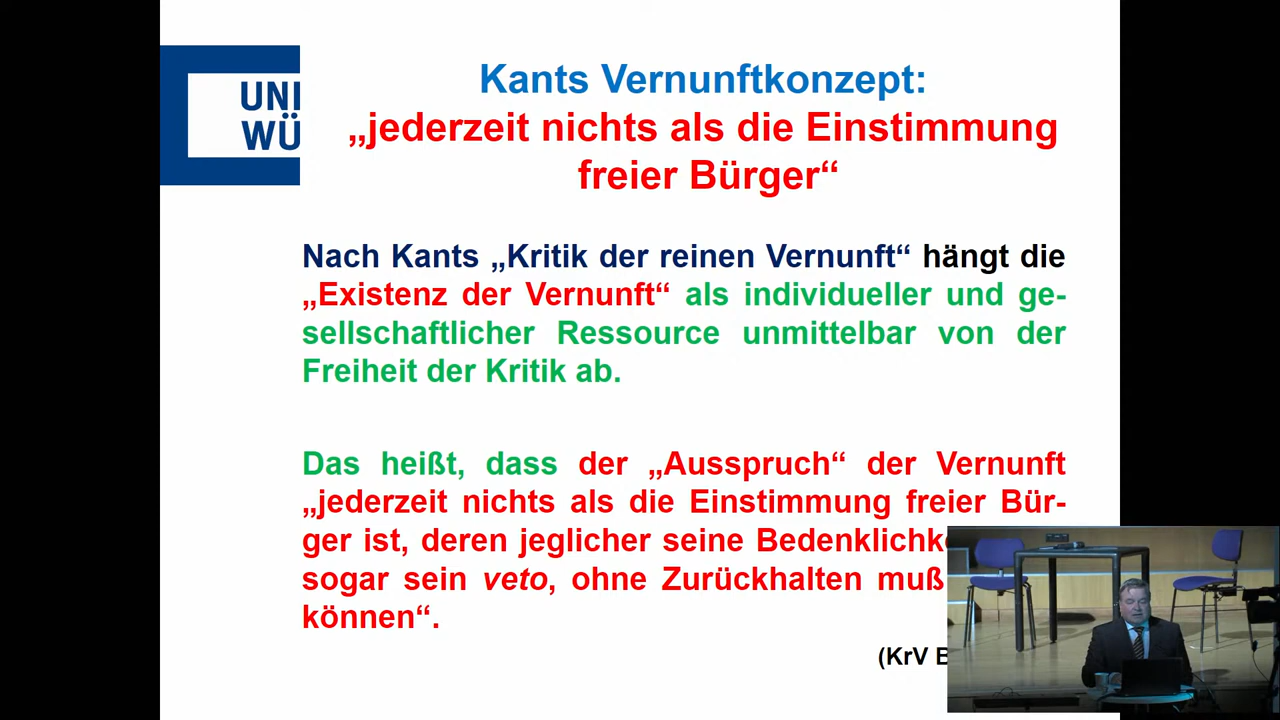 UNI
WÜ
Kants Vernunftkonzept:
„jederzeit nichts als die Einstimmung
freier Bürger“
Nach Kants „Kritik der reinen Vernunft“ hängt die
„Existenz der Vernunft“ als individueller und ge-
sellschaftlicher Ressource unmittelbar von der
Freiheit der Kritik ab.
Das heißt, dass der „Ausspruch“ der Vernunft
„jederzeit nichts als die Einstimmung freier Bür-
ger ist, deren jeglicher seine
sogar sein veto, ohne Zurückhalten muß
können“.
(KrV